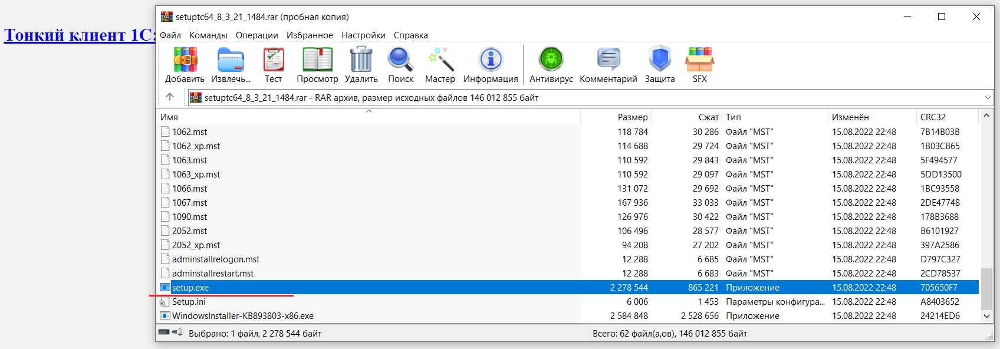 setuptc64_8_3_21_1484.rar (пробная копия)
Тонкий клиент 1С:
Файл Команды Операции Избранное Настройки Справка
Добавить Извлечь... Тест Просмотр Удалить Поиск Мастер Информация Антивирус Комментарий Защита SFX
setuptc64_8_3_21_1484.rar - RAR архив, размер исходных файлов 146 012 855 байт
Имя Размер Сжат Тип Изменён CRC32
1062.mst 118 784 30 286 Файл "MST" 15.08.2022 22:48 7B14B03B
1062_xp.mst 114 688 29 724 Файл "MST" 15.08.2022 22:48 1B03CB65
1063.mst 110 592 29 843 Файл "MST" 15.08.2022 22:48 5F494577
1063_xp.mst 110 592 29 097 Файл "MST" 15.08.2022 22:48 5DD13500
1066.mst 131 072 29 692 Файл "MST" 15.08.2022 22:48 1BC93558
1067.mst 167 936 33 033 Файл "MST" 15.08.2022 22:48 2DE47748
1090.mst 126 976 30 422 Файл "MST" 15.08.2022 22:48 178B3688
2052.mst 106 496 28 577 Файл "MST" 15.08.2022 22:48 B6101927
2052_xp.mst 94 208 27 202 Файл "MST" 15.08.2022 22:48 397A2586
adminstallrelogon.mst 12 288 6 685 Файл "MST" 15.08.2022 22:48 D797C327
adminstallrestart.mst 12 288 6 683 Файл "MST" 15.08.2022 22:48 2CD78537
setup.exe 2 278 544 865 221 Приложение 15.08.2022 22:48 705650F7
Setup.ini 6 006 1 453 Параметры конфигура... 15.08.2022 22:48 A8403652
WindowsInstaller-KB893803-x86.exe 2 584 848 2 528 656 Приложение 15.08.2022 22:48 24214ED6
Выбрано: 1 файл, 2 278 544 байт Всего: 62 файл(а,ов), 146 012 855 байт